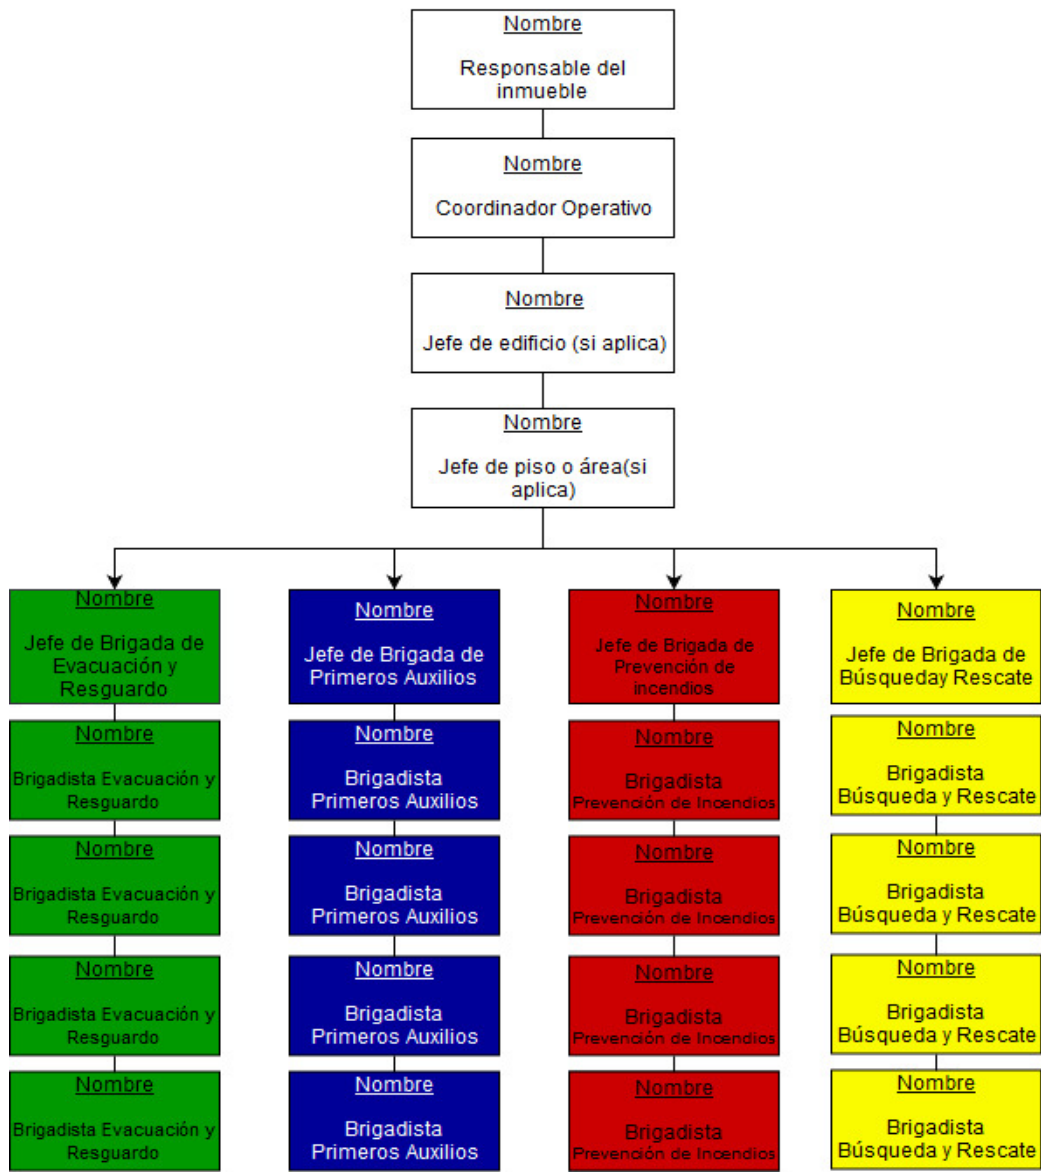 Nombre
Responsable del
inmueble
Nombre
Coordinador Operativo
Nombre
Jefe de edificio (si aplica)
Nombre
Jefe de piso o área(si
aplica)
Nombre
Jefe de Brigada de
Evacuación y
Resguardo
Nombre
Brigadista Evacuación y
Resguardo
Nombre
Brigadista Evacuación y
Resguardo
Nombre
Brigadista Evacuación y
Resguardo
Nombre
Brigadista Evacuación y
Resguardo
Nombre
Jefe de Brigada de
Primeros Auxilios
Nombre
Brigadista
Primeros Auxilios
Nombre
Brigadista
Primeros Auxilios
Nombre
Brigadista
Primeros Auxilios
Nombre
Brigadista
Primeros Auxilios
Nombre
Jefe de Brigada de
Prevención de
incendios
Nombre
Brigadista
Prevención de Incendios
Nombre
Brigadista
Prevención de Incendios
Nombre
Brigadista
Prevención de Incendios
Nombre
Brigadista
Prevención de Incendios
Nombre
Jefe de Brigada de
Búsqueday Rescate
Nombre
Brigadista
Búsqueda y Rescate
Nombre
Brigadista
Búsqueda y Rescate
Nombre
Brigadista
Búsqueda y Rescate
Nombre
Brigadista
Búsqueda y Rescate